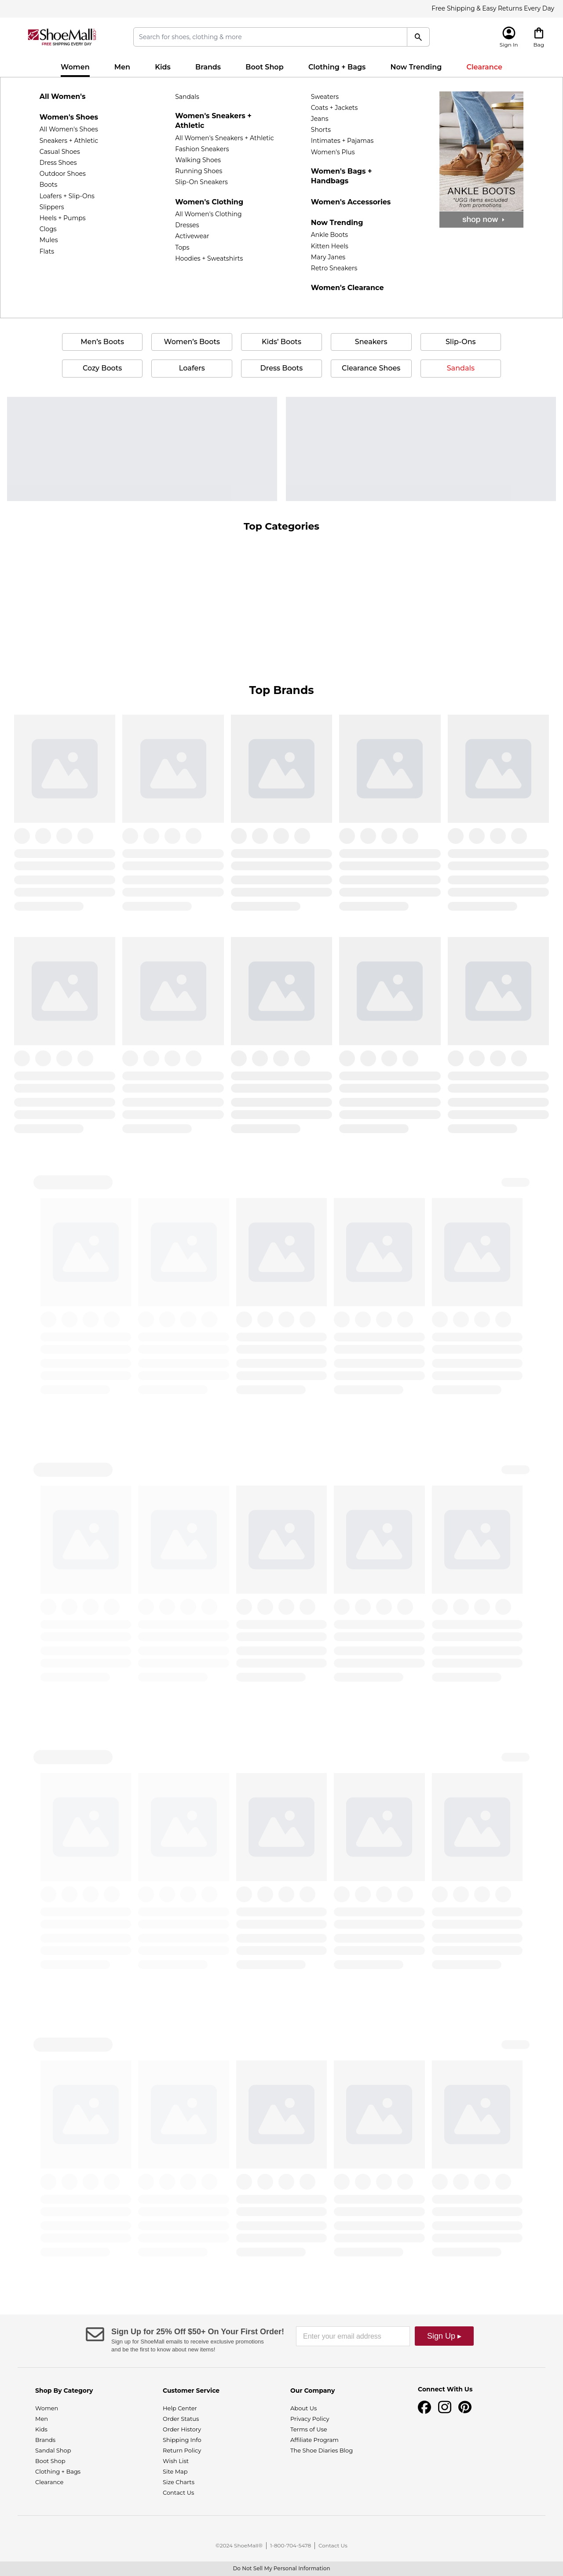 Free Shipping & Easy Returns Every Day
ShoeMall
FREE SHIPPING EVERY DAY
Search for shoes, clothing & more
Sign In
Bag
Women
Men
Kids
Brands
Boot Shop
Clothing + Bags
Now Trending
Clearance
All Women's
Women's Shoes
All Women's Shoes
Sneakers + Athletic
Casual Shoes
Dress Shoes
Outdoor Shoes
Boots
Loafers + Slip-Ons
Slippers
Heels + Pumps
Clogs
Mules
Flats
Sandals
Women's Sneakers +
Athletic
All Women's Sneakers + Athletic
Fashion Sneakers
Walking Shoes
Running Shoes
Slip-On Sneakers
Women's Clothing
All Women's Clothing
Dresses
Activewear
Tops
Hoodies + Sweatshirts
Sweaters
Coats + Jackets
Jeans
Shorts
Intimates + Pajamas
Women's Plus
Women's Bags +
Handbags
Women's Accessories
Now Trending
Ankle Boots
Kitten Heels
Mary Janes
Retro Sneakers
Women's Clearance
ANKLE BOOTS
*UGG items excluded
from promotions.
shop now
Men's Boots
Women's Boots
Kids' Boots
Sneakers
Slip-Ons
Cozy Boots
Loafers
Dress Boots
Clearance Shoes
Sandals
Top Categories
Top Brands
Sign Up for 25% Off $50+ On Your First Order!
Sign up for ShoeMall emails to receive exclusive promotions
and be the first to know about new items!
Enter your email address
Sign Up ▸
Shop By Category
Women
Men
Kids
Brands
Sandal Shop
Boot Shop
Clothing + Bags
Clearance
Customer Service
Help Center
Order Status
Order History
Shipping Info
Return Policy
Wish List
Site Map
Size Charts
Contact Us
Our Company
About Us
Privacy Policy
Terms of Use
Affiliate Program
The Shoe Diaries Blog
Connect With Us
©2024 ShoeMall®
1-800-704-5478
Contact Us
Do Not Sell My Personal Information